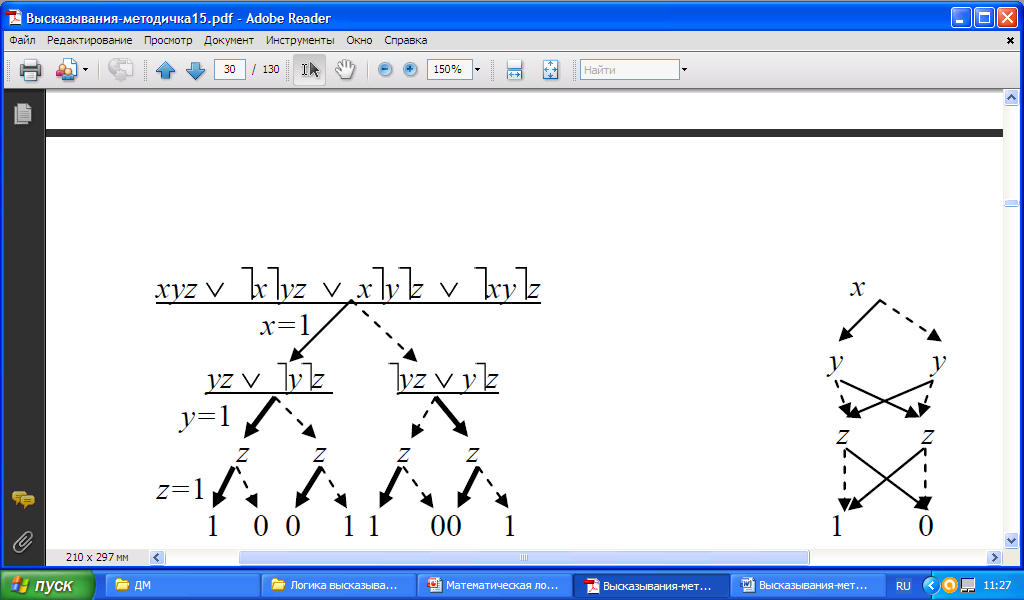 Высказывания-методичка15.pdf - Adobe Reader
Файл Редактирование Просмотр Документ Инструменты Окно Справка
30 / 130 150% Найти
xyz ∨ ⏋x⏋yz ∨ x⏋y⏋z ∨ ⏋xy⏋z
x
x=1
y y
yz ∨ ⏋y⏋z ⏋yz ∨ y⏋z
y=1
z z
z z z z
z=1
1 0 0 1 1 0 0 1
1 0
210 x 297 мм
пуск ДМ Логика высказыва... Математическая ло... Высказывания-мет... Высказывания-мет... RU 11:27